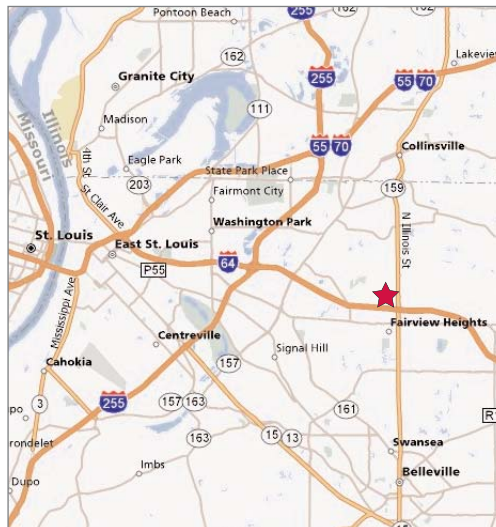 Pontoon Beach
255
162
162
Lakeview
Granite City
255
55
70
111
Illinois
Missouri
Madison
4th St
55
70
Collinsville
Eagle Park
State Park Place
203
Fairmont City
159
St Clair Ave
Washington Park
N Illinois St
St. Louis
East St. Louis
64
P55
Mississippi Ave
Fairview Heights
Centreville
Signal Hill
157
Cahokia
255
3
157
163
161
163
15
13
Swansea
Imbs
Belleville
Dupo
15